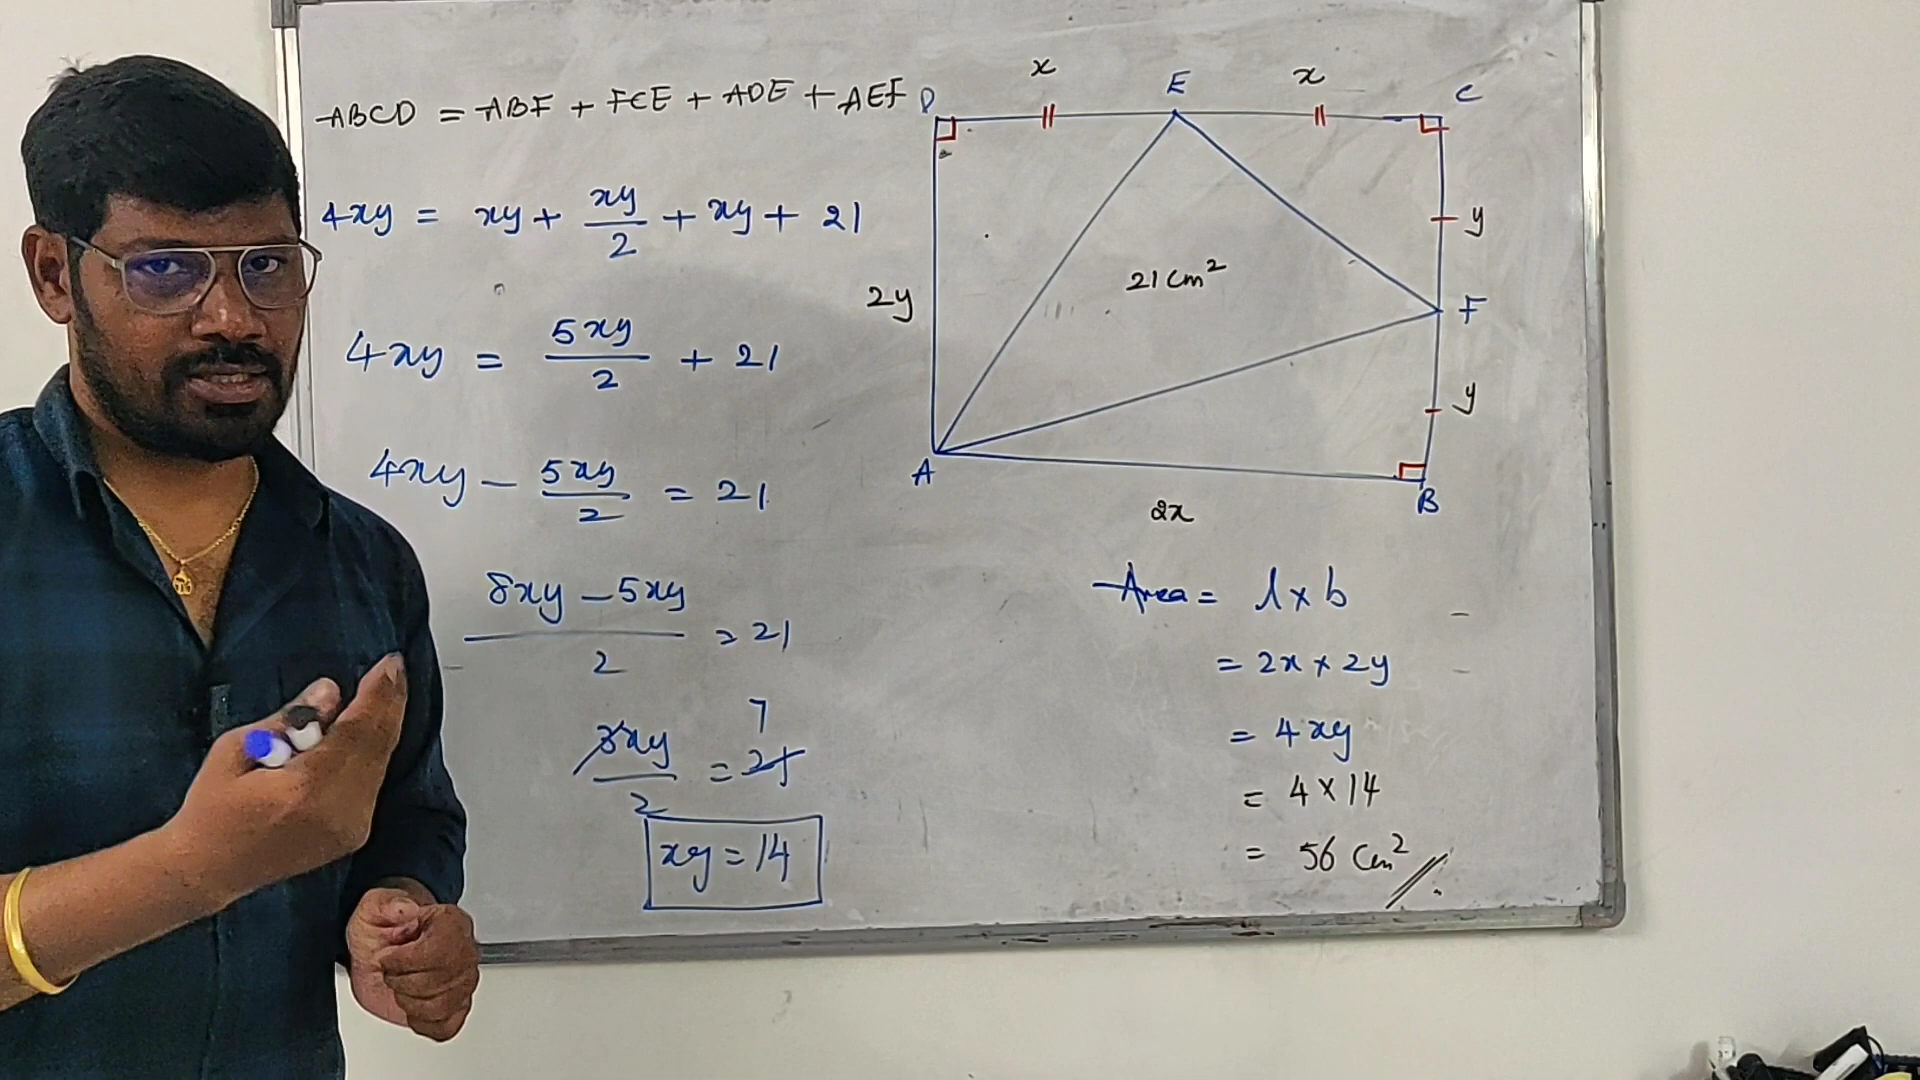 ABCD = ABF + FCE + ADE + AEF
4xy = xy + xy/2 + xy + 21
4xy = 5xy/2 + 21
4xy - 5xy/2 = 21
8xy - 5xy / 2 = 21
3xy/2 = 21 7
xy = 14
D x E x C
y
2y 21 cm² F
y
A B
2x
Area = l x b
= 2x x 2y
= 4xy
= 4 x 14
= 56 cm²